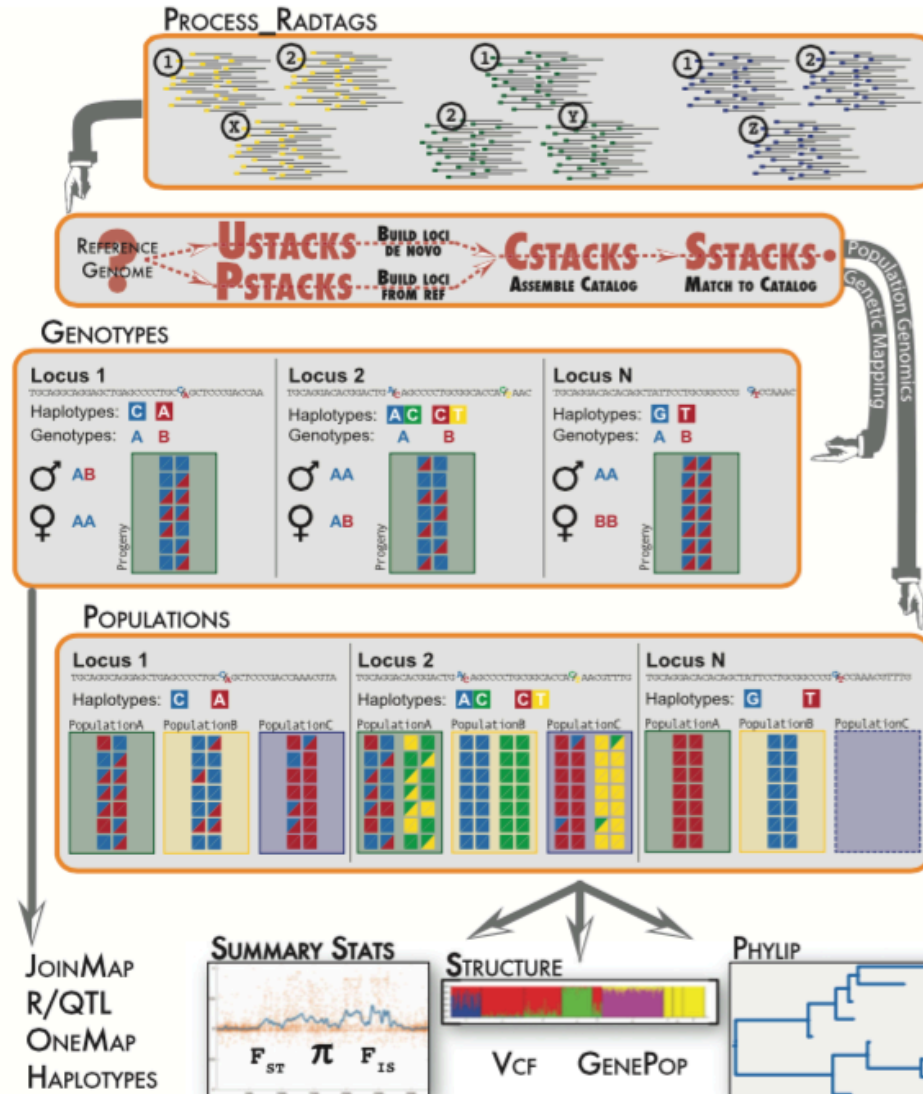 PROCESS_RADTAGS
1 2 1 1 2
X 2 Y Z
REFERENCE GENOME
?
USTACKS
BUILD LOCI DE NOVO
PSTACKS
BUILD LOCI FROM REF
CSTACKS
ASSEMBLE CATALOG
SSTACKS
MATCH TO CATALOG
Population Genomics
Genetic Mapping
GENOTYPES
Locus 1
Haplotypes: C A
Genotypes: A B
♂ AB
♀ AA
Progeny
Locus 2
Haplotypes: AC CT
Genotypes: A B
♂ AA
♀ AB
Locus N
Haplotypes: G T
Genotypes: A B
♂ AA
♀ BB
POPULATIONS
Locus 1
Haplotypes: C A
PopulationA PopulationB PopulationC
Locus 2
Haplotypes: AC CT
PopulationA PopulationB PopulationC
Locus N
Haplotypes: G T
PopulationA PopulationB PopulationC
JOINMAP
R/QTL
ONEMAP
HAPLOTYPES
SUMMARY STATS
FST π FIS
STRUCTURE
VCF GENEPOP
PHYLIP